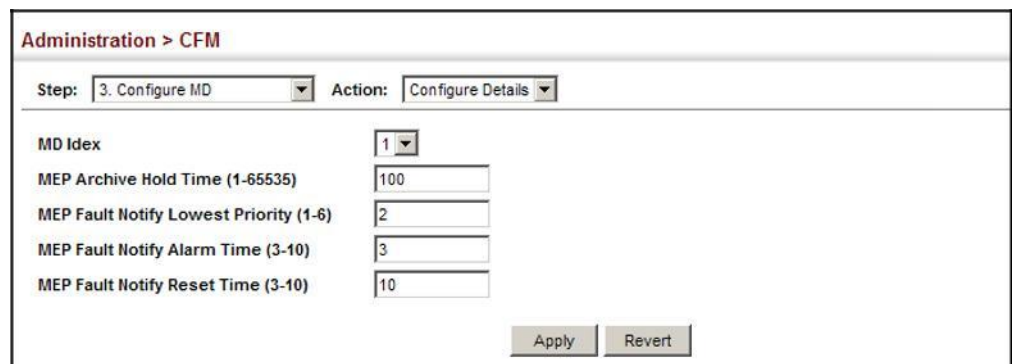 Administration > CFM
Step: 3. Configure MD Action: Configure Details
MD Idex 1
MEP Archive Hold Time (1-65535) 100
MEP Fault Notify Lowest Priority (1-6) 2
MEP Fault Notify Alarm Time (3-10) 3
MEP Fault Notify Reset Time (3-10) 10
Apply Revert